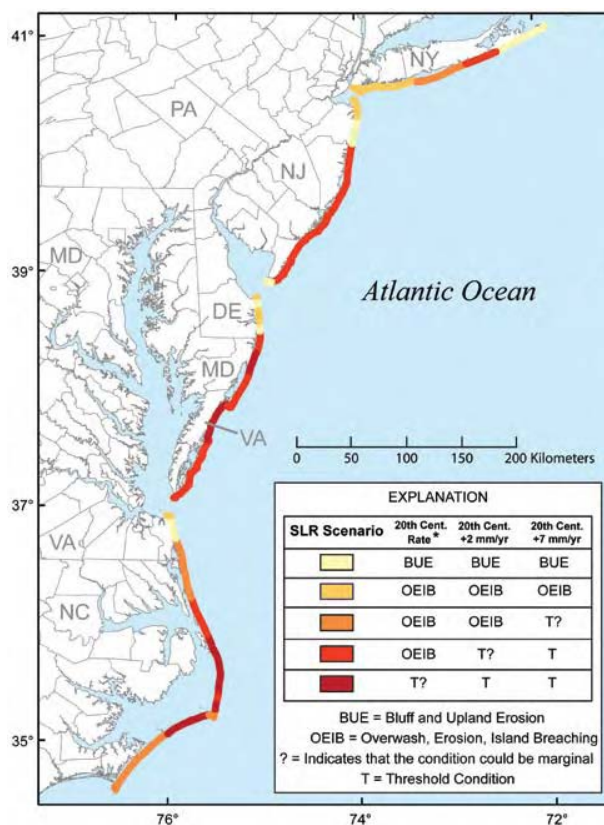 41°
NY
PA
NJ
MD
39°
DE
Atlantic Ocean
MD
VA
0 50 100 150 200 Kilometers
37°
VA
NC
35°
76°
74°
72°
EXPLANATION
SLR Scenario 20th Cent. Rate* 20th Cent. +2 mm/yr 20th Cent. +7 mm/yr
BUE BUE BUE
OEIB OEIB OEIB
OEIB OEIB T?
OEIB T? T
T? T T
BUE = Bluff and Upland Erosion
OEIB = Overwash, Erosion, Island Breaching
? = Indicates that the condition could be marginal
T = Threshold Condition